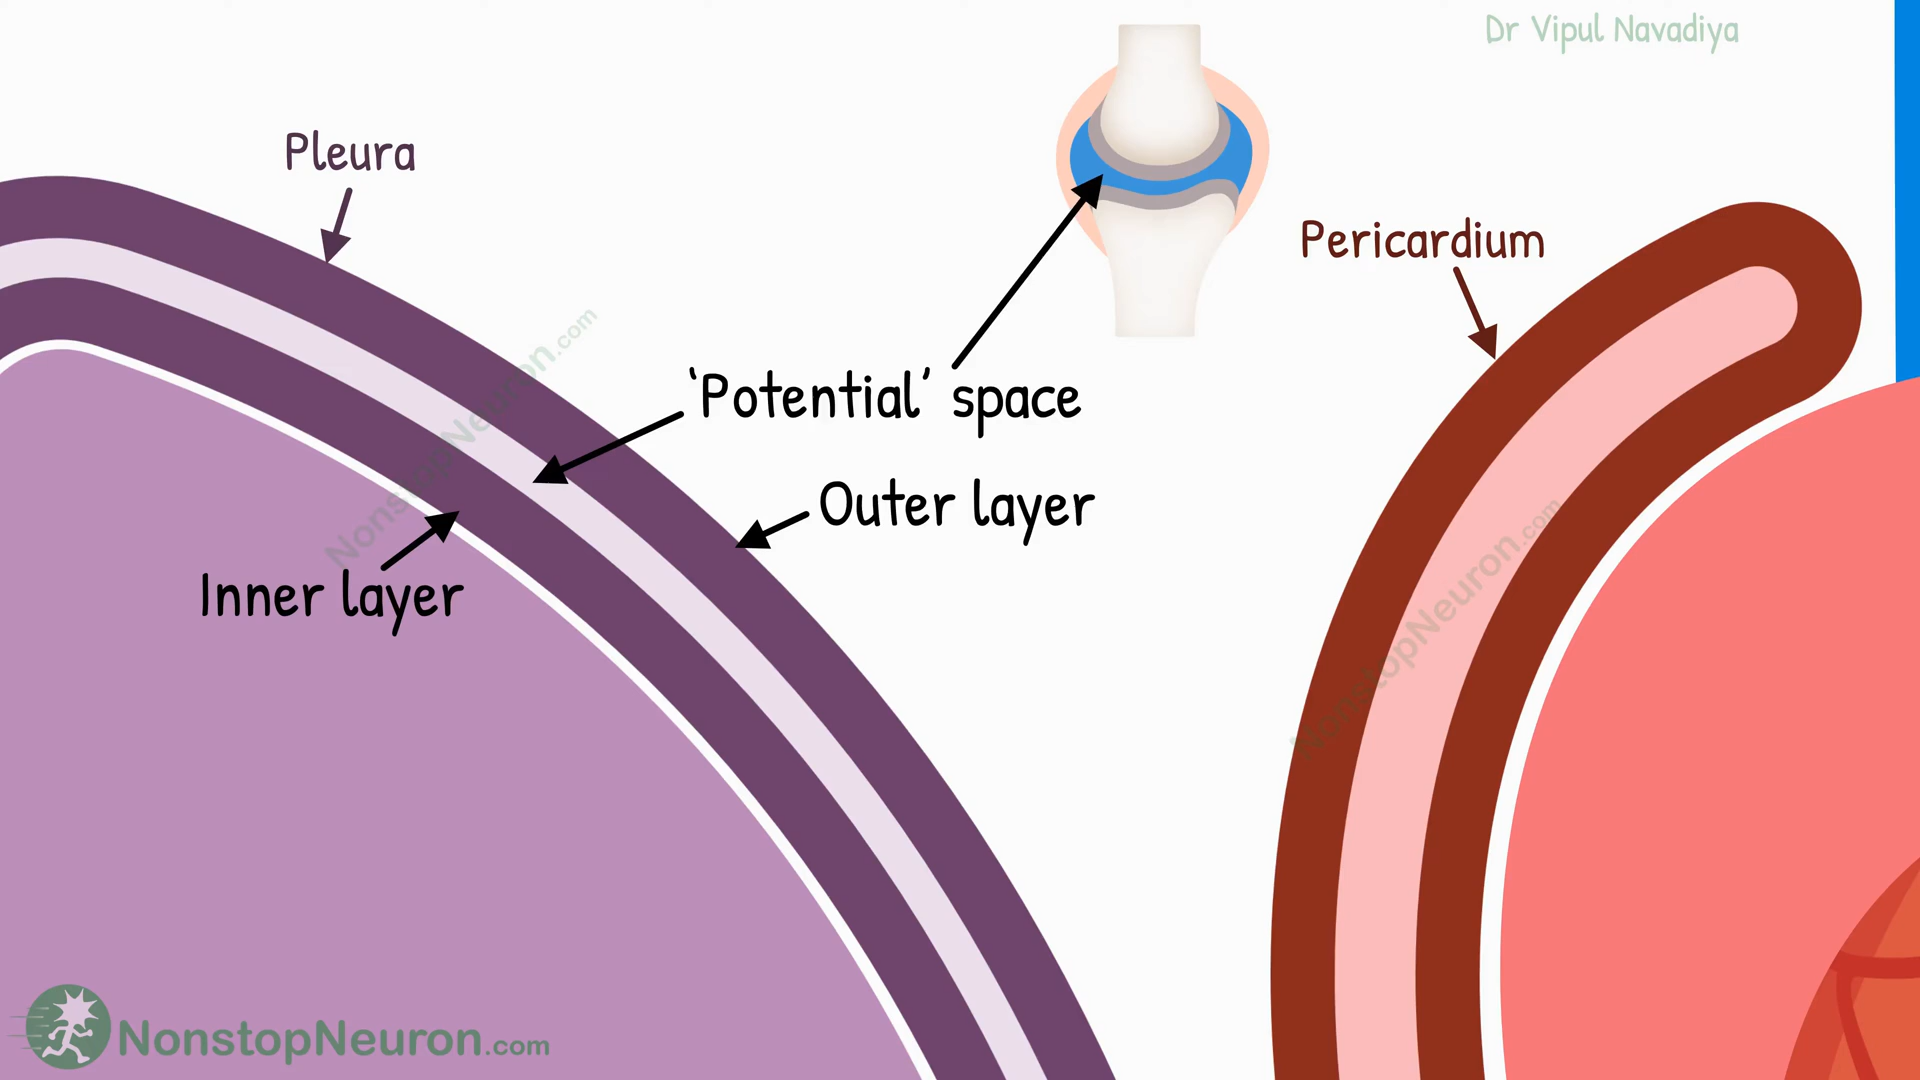 Dr Vipul Navadiya
Pleura
Pericardium
‘Potential’ space
Outer layer
Inner layer
NonstopNeuron.com
NonstopNeuron.com
NonstopNeuron.com